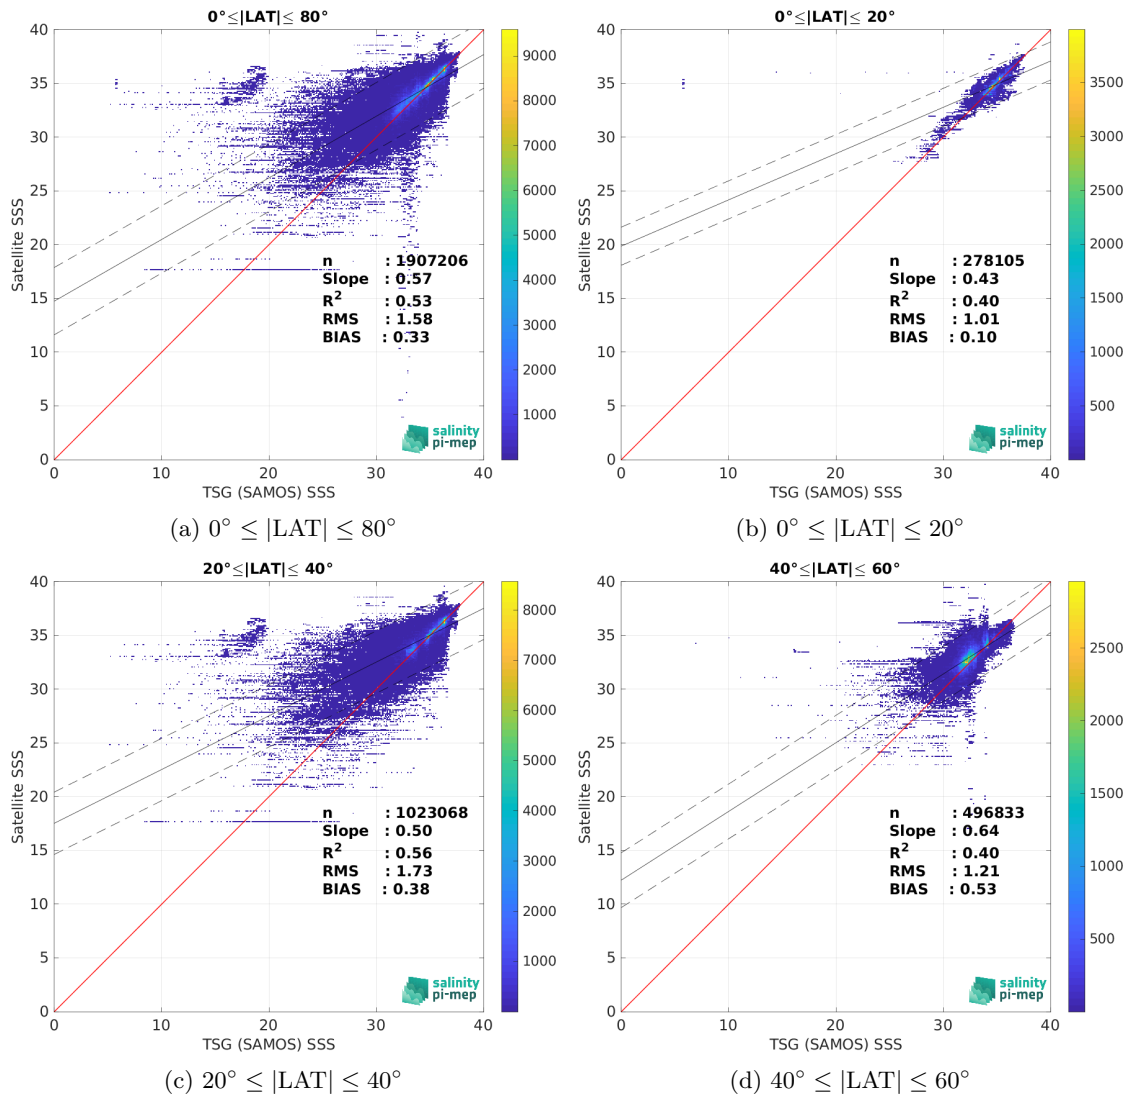 0°≤|LAT|≤ 80°
40
35
30
25
20
15
10
5
0
Satellite SSS
0
10
20
30
40
TSG (SAMOS) SSS
n : 1907206
Slope : 0.57
R² : 0.53
RMS : 1.58
BIAS : 0.33
salinity
pi-mep
9000
8000
7000
6000
5000
4000
3000
2000
1000
(a) 0° ≤ |LAT| ≤ 80°
0°≤|LAT|≤ 20°
40
35
30
25
20
15
10
5
0
Satellite SSS
0
10
20
30
40
TSG (SAMOS) SSS
n : 278105
Slope : 0.43
R² : 0.40
RMS : 1.01
BIAS : 0.10
salinity
pi-mep
3500
3000
2500
2000
1500
1000
500
(b) 0° ≤ |LAT| ≤ 20°
20°≤|LAT|≤ 40°
40
35
30
25
20
15
10
5
0
Satellite SSS
0
10
20
30
40
TSG (SAMOS) SSS
n : 1023068
Slope : 0.50
R² : 0.56
RMS : 1.73
BIAS : 0.38
salinity
pi-mep
8000
7000
6000
5000
4000
3000
2000
1000
(c) 20° ≤ |LAT| ≤ 40°
40°≤|LAT|≤ 60°
40
35
30
25
20
15
10
5
0
Satellite SSS
0
10
20
30
40
TSG (SAMOS) SSS
n : 496833
Slope : 0.64
R² : 0.40
RMS : 1.21
BIAS : 0.53
salinity
pi-mep
2500
2000
1500
1000
500
(d) 40° ≤ |LAT| ≤ 60°